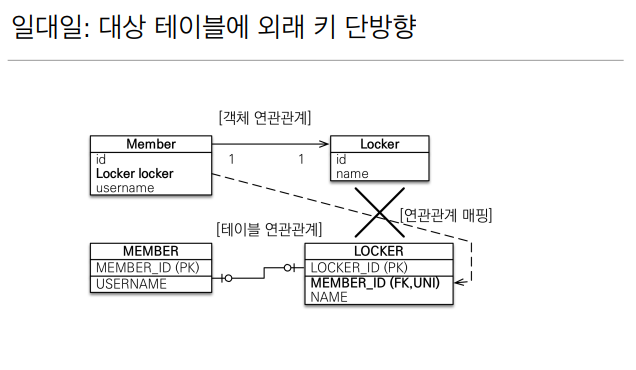 일대일: 대상 테이블에 외래 키 단방향
[객체 연관관계]
Member
id
Locker locker
username
1
1
Locker
id
name
[연관관계 매핑]
[테이블 연관관계]
MEMBER
MEMBER_ID (PK)
USERNAME
LOCKER
LOCKER_ID (PK)
MEMBER_ID (FK,UNI)
NAME